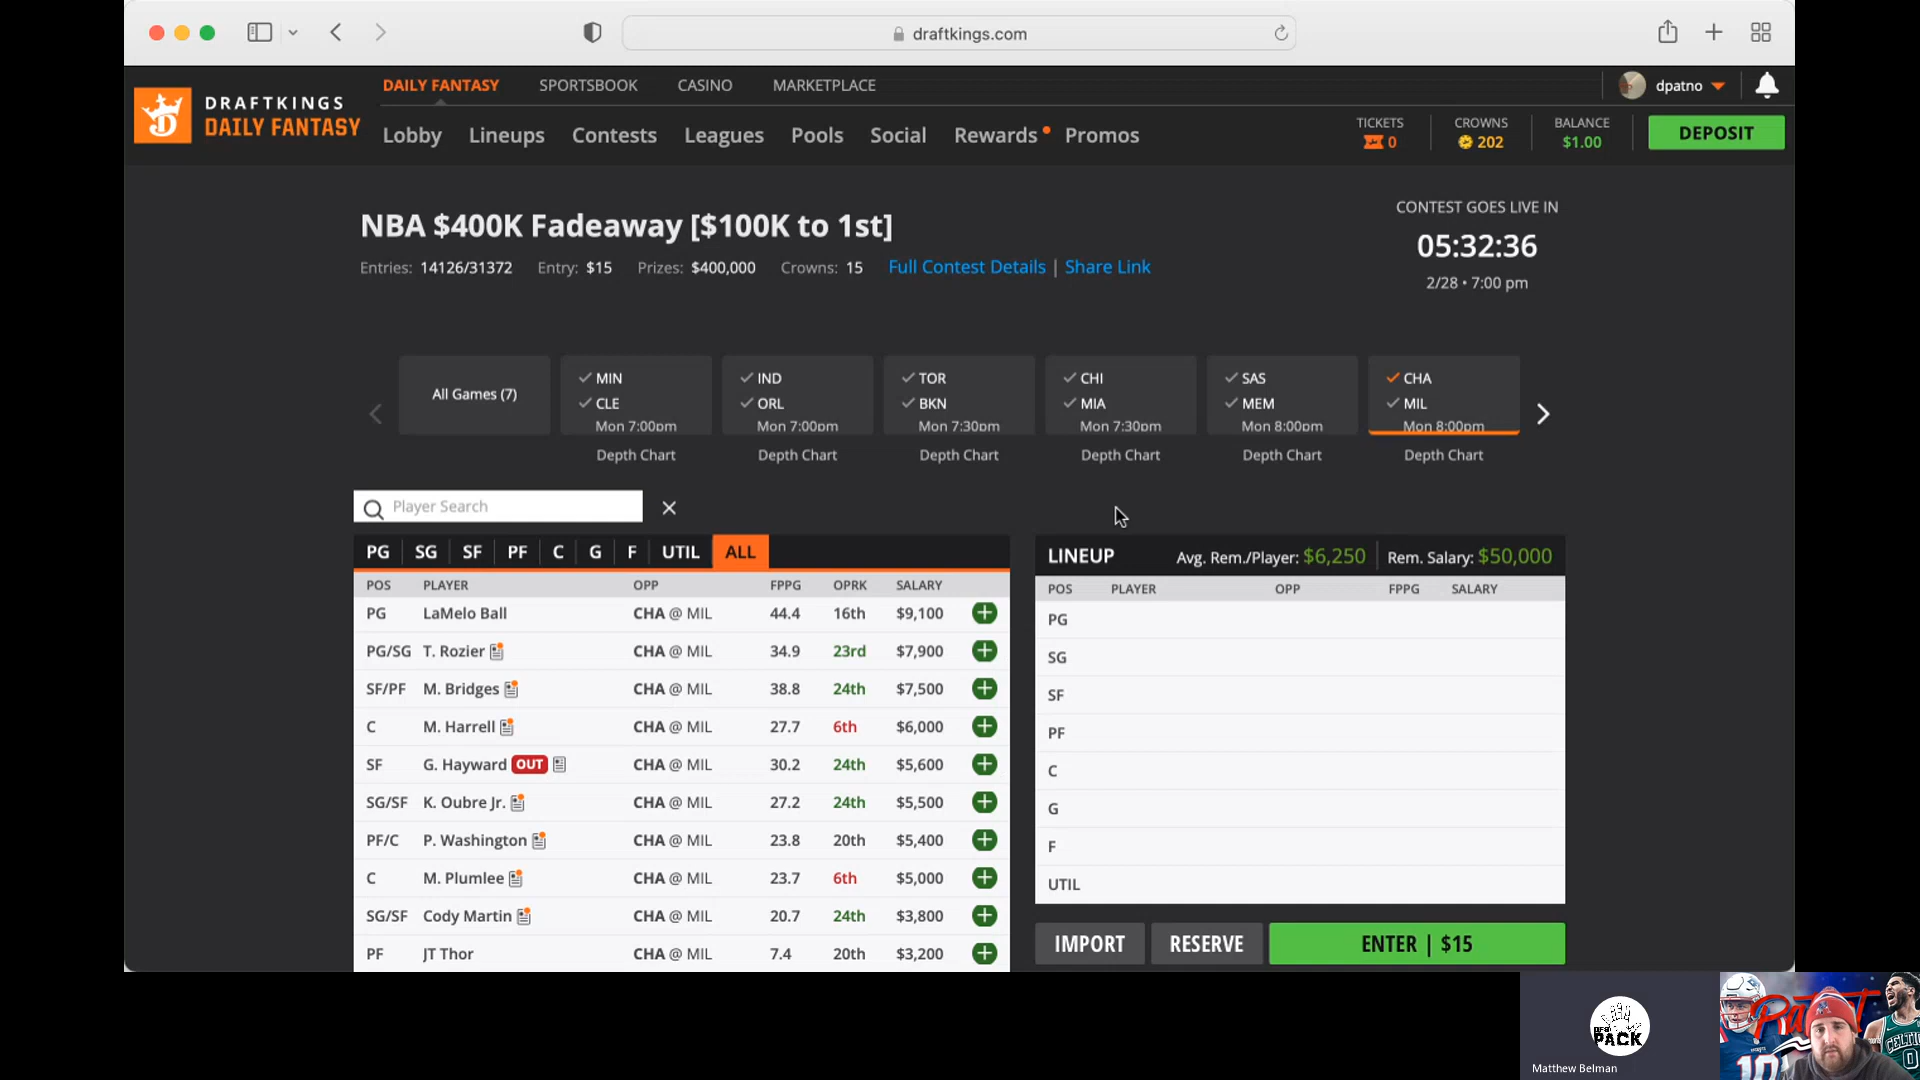 draftkings.com
DRAFTKINGS
DAILY FANTASY
DAILY FANTASY SPORTSBOOK CASINO MARKETPLACE
dpatno
Lobby Lineups Contests Leagues Pools Social Rewards Promos
TICKETS CROWNS BALANCE
0 202 $1.00
DEPOSIT
NBA $400K Fadeaway [$100K to 1st]
Entries: 14126/31372 Entry: $15 Prizes: $400,000 Crowns: 15 Full Contest Details | Share Link
CONTEST GOES LIVE IN
05:32:36
2/28 • 7:00 pm
All Games (7)
MIN IND TOR CHI SAS CHA
CLE ORL BKN MIA MEM MIL
Mon 7:00pm Mon 7:00pm Mon 7:30pm Mon 7:30pm Mon 8:00pm Mon 8:00pm
Depth Chart Depth Chart Depth Chart Depth Chart Depth Chart Depth Chart
Player Search
PG SG SF PF C G F UTIL ALL
POS PLAYER OPP FPPG OPRK SALARY
PG LaMelo Ball CHA @ MIL 44.4 16th $9,100
PG/SG T. Rozier CHA @ MIL 34.9 23rd $7,900
SF/PF M. Bridges CHA @ MIL 38.8 24th $7,500
C M. Harrell CHA @ MIL 27.7 6th $6,000
SF G. Hayward OUT CHA @ MIL 30.2 24th $5,600
SG/SF K. Oubre Jr. CHA @ MIL 27.2 24th $5,500
PF/C P. Washington CHA @ MIL 23.8 20th $5,400
C M. Plumlee CHA @ MIL 23.7 6th $5,000
SG/SF Cody Martin CHA @ MIL 20.7 24th $3,800
PF JT Thor CHA @ MIL 7.4 20th $3,200
LINEUP Avg. Rem./Player: $6,250 Rem. Salary: $50,000
POS PLAYER OPP FPPG SALARY
PG
SG
SF
PF
C
G
F
UTIL
IMPORT RESERVE ENTER | $15
PACK
Matthew Belman
CELTIC
10
0